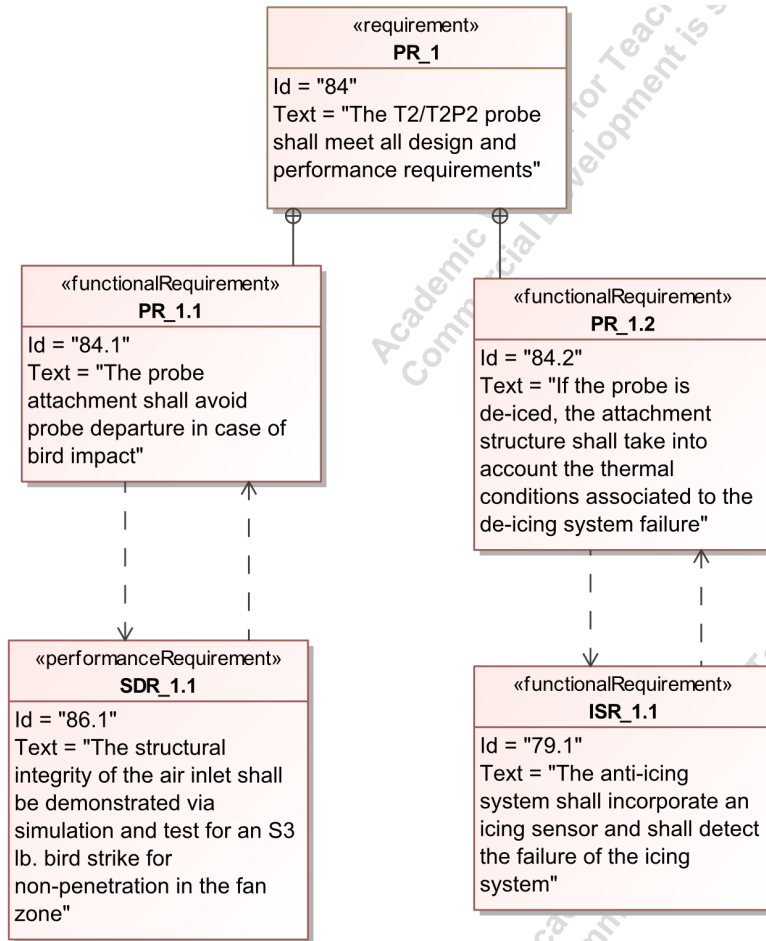 «requirement»
PR_1
Id = "84"
Text = "The T2/T2P2 probe
shall meet all design and
performance requirements"
«functionalRequirement»
PR_1.1
Id = "84.1"
Text = "The probe
attachment shall avoid
probe departure in case of
bird impact"
«functionalRequirement»
PR_1.2
Id = "84.2"
Text = "If the probe is
de-iced, the attachment
structure shall take into
account the thermal
conditions associated to the
de-icing system failure"
«performanceRequirement»
SDR_1.1
Id = "86.1"
Text = "The structural
integrity of the air inlet shall
be demonstrated via
simulation and test for an S3
lb. bird strike for
non-penetration in the fan
zone"
«functionalRequirement»
ISR_1.1
Id = "79.1"
Text = "The anti-icing
system shall incorporate an
icing sensor and shall detect
the failure of the icing
system"
Academic
for Teac